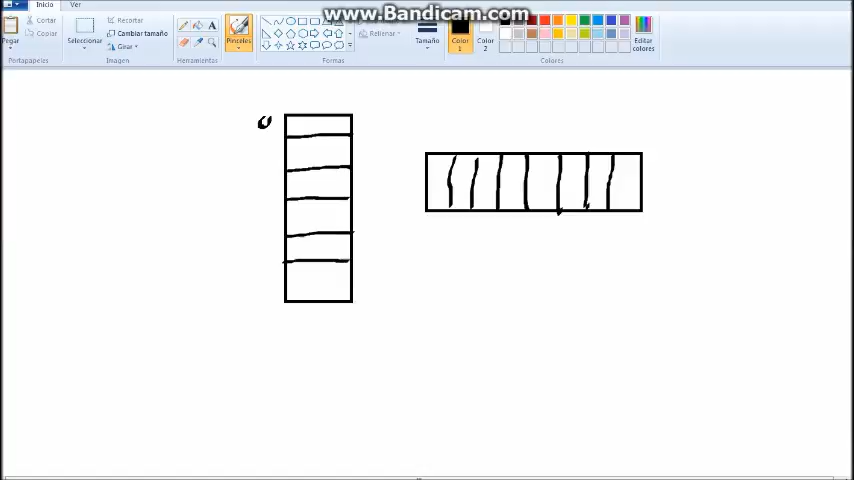 www.Bandicam.com
Inicio Ver
Pegar
Cortar
Copiar
Portapapeles
Seleccionar
Recortar
Cambiar tamaño
Girar
Imagen
A
Herramientas
Pinceles
Rellenar
Formas
Tamaño
Color
1
Color
2
Editar
colores
Colores
0